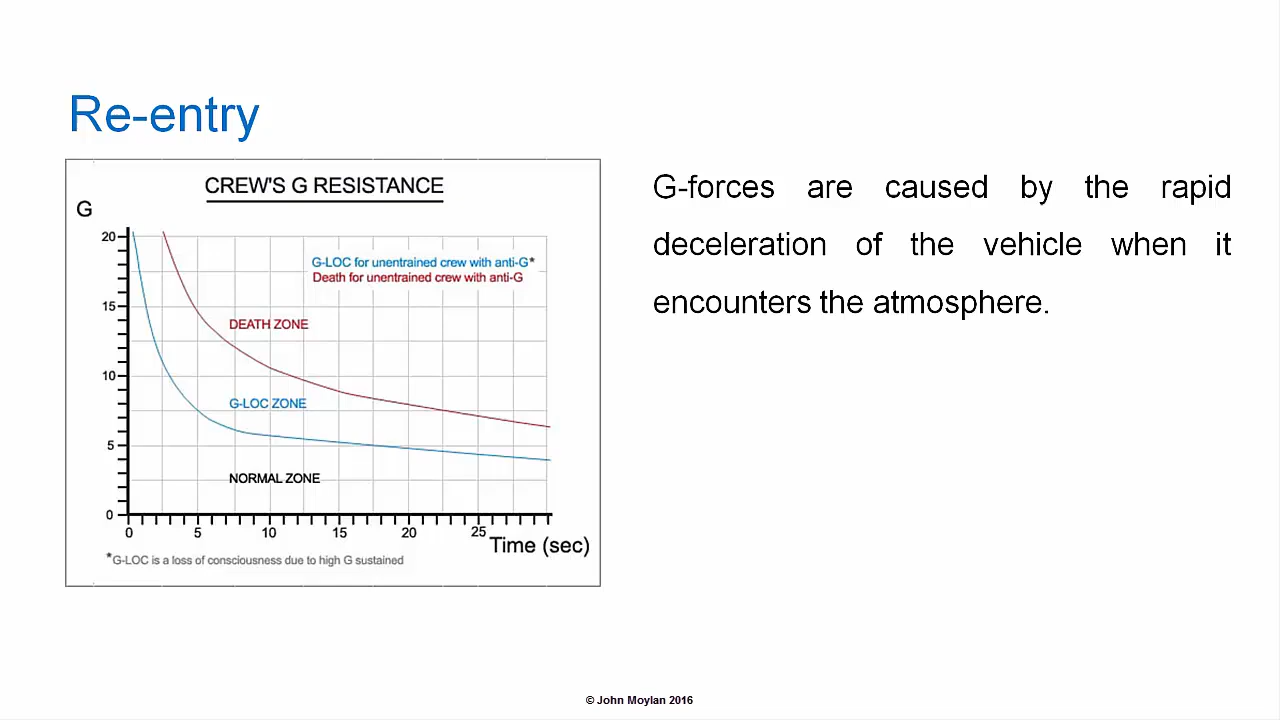 Re-entry
CREW'S G RESISTANCE
G
20
15
10
5
0
G-LOC for unentrained crew with anti-G*
Death for unentrained crew with anti-G
DEATH ZONE
G-LOC ZONE
NORMAL ZONE
0 5 10 15 20 25
Time (sec)
*G-LOC is a loss of consciousness due to high G sustained
G-forces are caused by the rapid
deceleration of the vehicle when it
encounters the atmosphere.
© John Moylan 2016